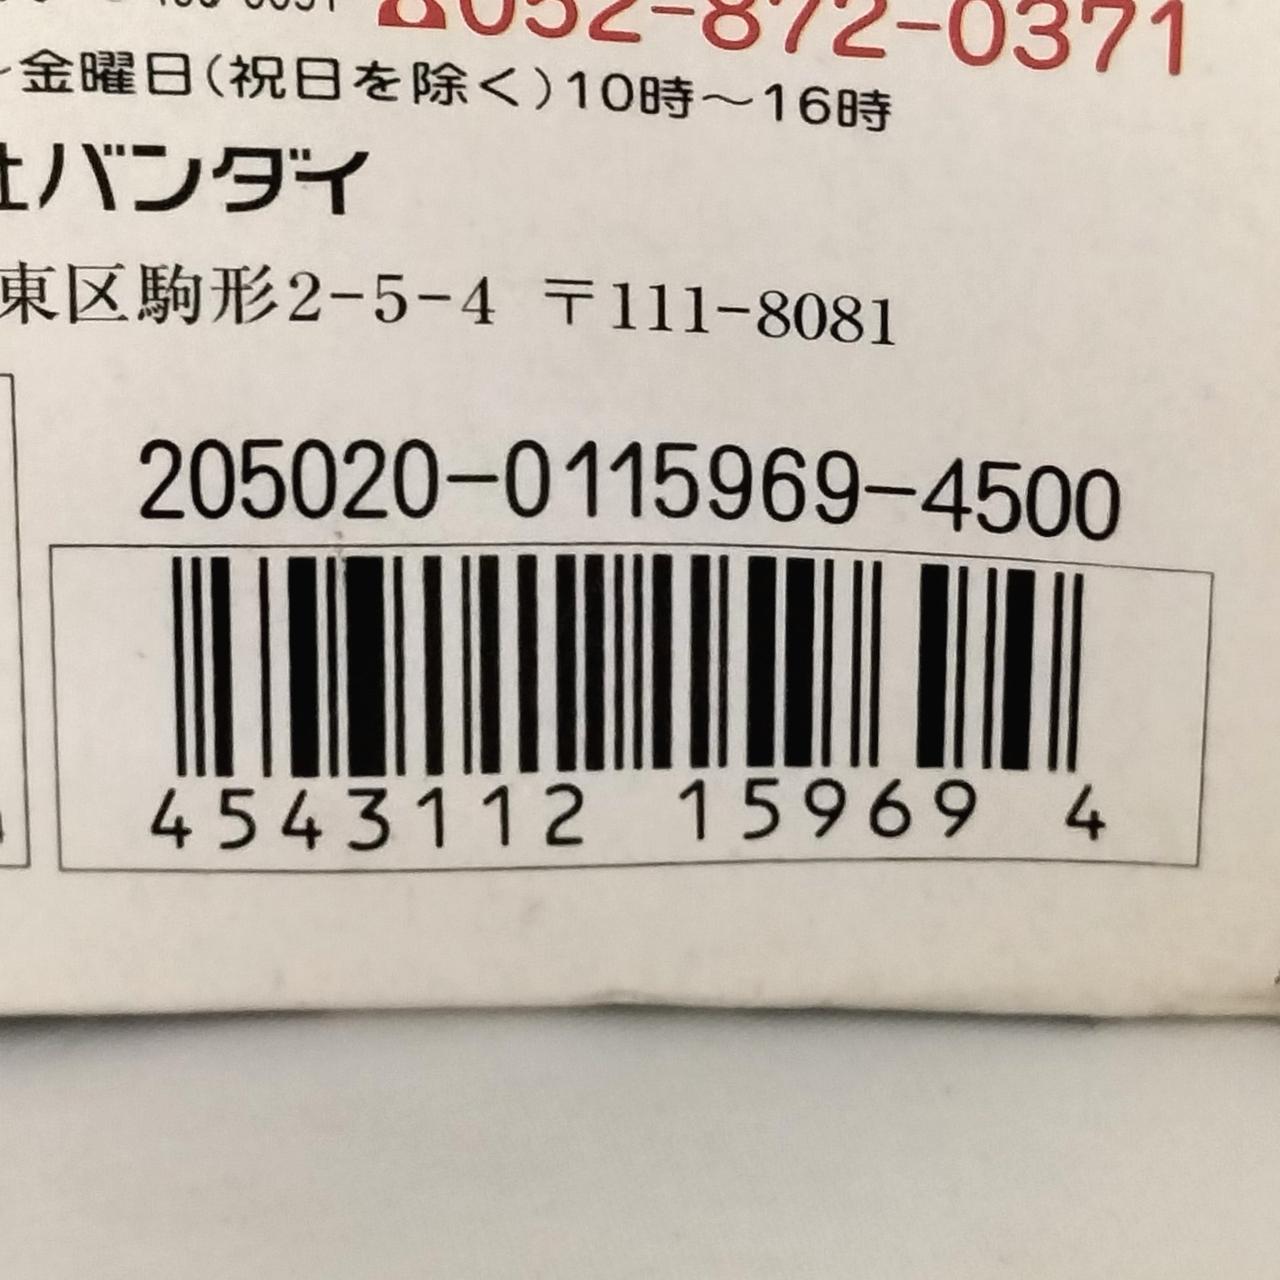 ☎052-872-0371
金曜日(祝日を除く)10時〜16時
社バンダイ
東区駒形2-5-4 〒111-8081
205020-0115969-4500
4543112 15969 4